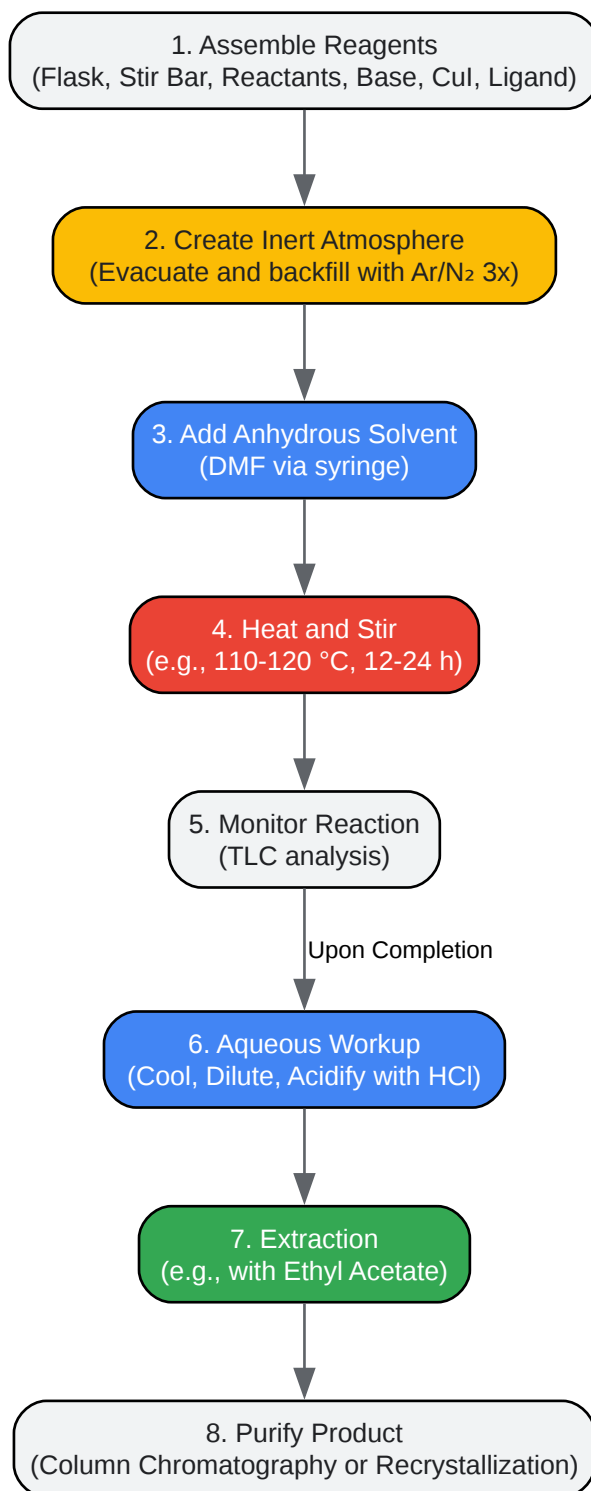 1. Assemble Reagents
(Flask, Stir Bar, Reactants, Base, CuI, Ligand)
2. Create Inert Atmosphere
(Evacuate and backfill with Ar/N₂ 3x)
3. Add Anhydrous Solvent
(DMF via syringe)
4. Heat and Stir
(e.g., 110-120 °C, 12-24 h)
5. Monitor Reaction
(TLC analysis)
Upon Completion
6. Aqueous Workup
(Cool, Dilute, Acidify with HCl)
7. Extraction
(e.g., with Ethyl Acetate)
8. Purify Product
(Column Chromatography or Recrystallization)